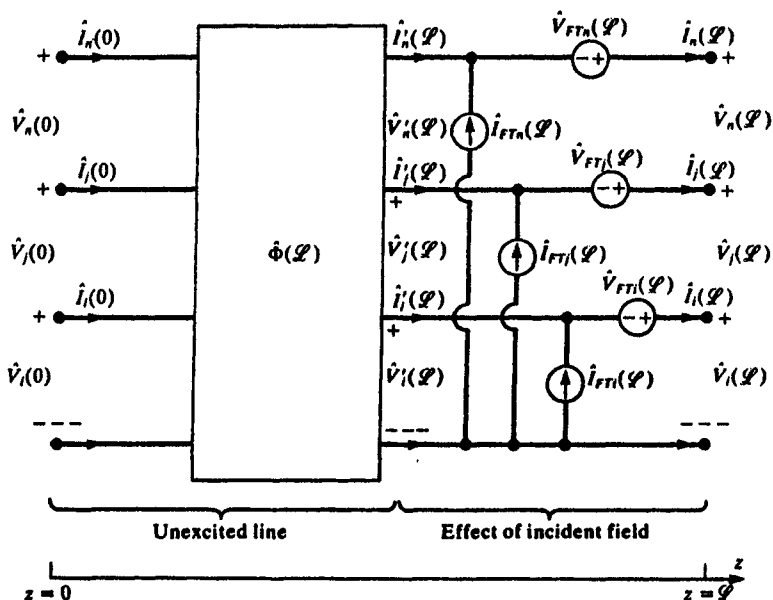 Î_n(0) Î′_n(ℒ) V̂_FTn(ℒ) Î_n(ℒ)
+ − + +
V̂_n(0) V̂′_n(ℒ) Î_FTn(ℒ) V̂_n(ℒ)
Î_j(0) Î′_j(ℒ) V̂_FTj(ℒ) Î_j(ℒ)
+ + − + +
V̂_j(0) Φ̂(ℒ) V̂′_j(ℒ) Î_FTj(ℒ) V̂_j(ℒ)
Î_i(0) Î′_i(ℒ) V̂_FTi(ℒ) Î_i(ℒ)
+ + − + +
V̂_i(0) V̂′_i(ℒ) Î_FTi(ℒ) V̂_i(ℒ)
Unexcited line Effect of incident field
z
z = 0 z = ℒ